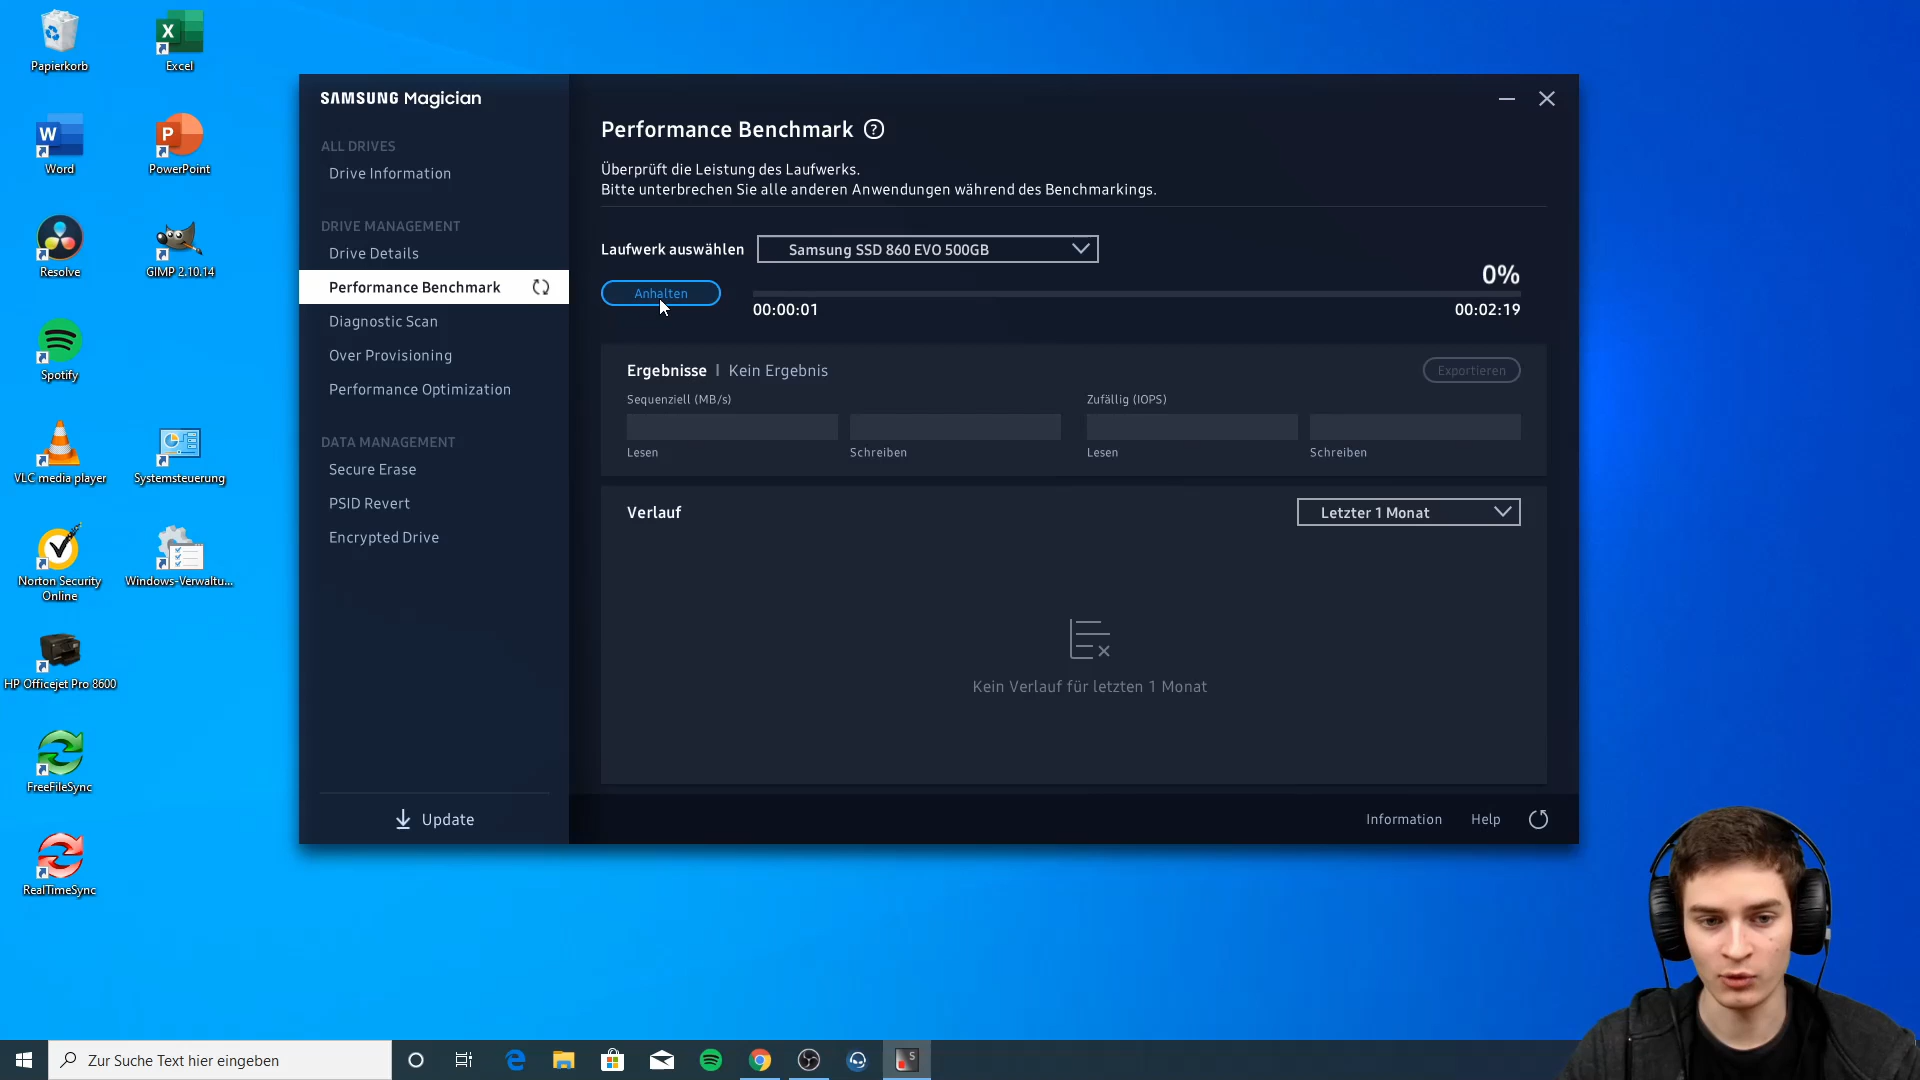 Papierkorb
Excel
Word
PowerPoint
Resolve
GIMP 2.10.14
Spotify
VLC media player
Systemsteuerung
Norton Security
Online
Windows-Verwaltu...
HP Officejet Pro 8600
FreeFileSync
RealTimeSync
SAMSUNG Magician
ALL DRIVES
Drive Information
DRIVE MANAGEMENT
Drive Details
Performance Benchmark
Diagnostic Scan
Over Provisioning
Performance Optimization
DATA MANAGEMENT
Secure Erase
PSID Revert
Encrypted Drive
Update
Performance Benchmark ?
Überprüft die Leistung des Laufwerks.
Bitte unterbrechen Sie alle anderen Anwendungen während des Benchmarkings.
Laufwerk auswählen Samsung SSD 860 EVO 500GB
0%
Anhalten
00:00:01 00:02:19
Ergebnisse | Kein Ergebnis Exportieren
Sequenziell (MB/s) Zufällig (IOPS)
Lesen Schreiben Lesen Schreiben
Verlauf Letzter 1 Monat
Kein Verlauf für letzten 1 Monat
Information Help
Zur Suche Text hier eingeben